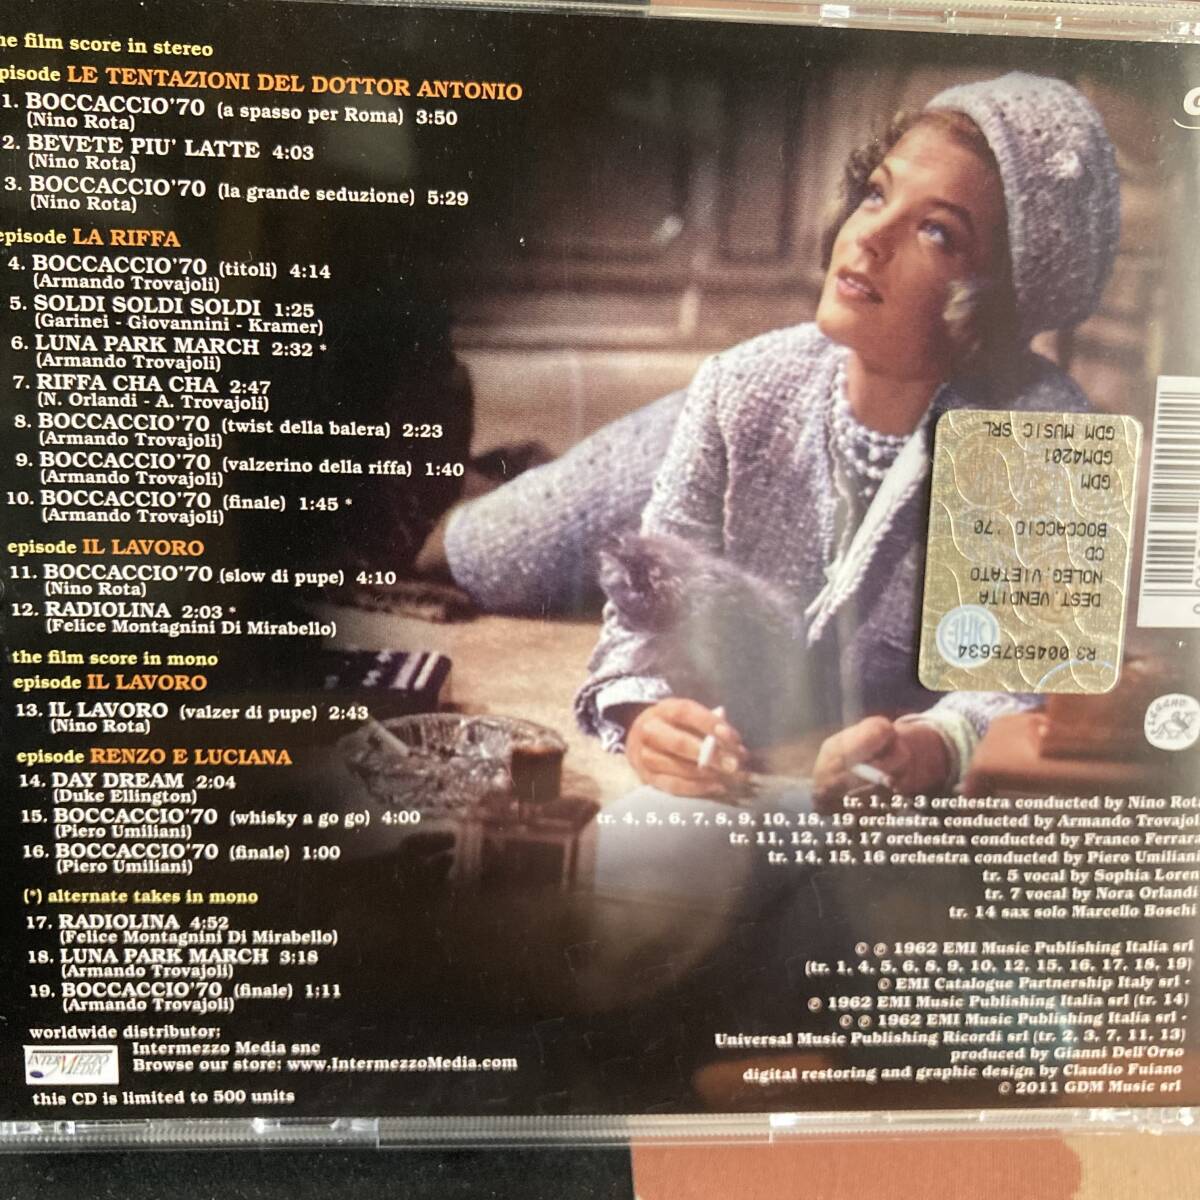 the film score in stereo
episode LE TENTAZIONI DEL DOTTOR ANTONIO
1. BOCCACCIO'70 (a spasso per Roma) 3:50
(Nino Rota)
2. BEVETE PIU' LATTE 4:03
(Nino Rota)
3. BOCCACCIO'70 (la grande seduzione) 5:29
(Nino Rota)
episode LA RIFFA
4. BOCCACCIO'70 (titoli) 4:14
(Armando Trovajoli)
5. SOLDI SOLDI SOLDI 1:25
(Garinei - Giovannini - Kramer)
6. LUNA PARK MARCH 2:32 *
(Armando Trovajoli)
7. RIFFA CHA CHA 2:47
(N. Orlandi - A. Trovajoli)
8. BOCCACCIO'70 (twist della balera) 2:23
(Armando Trovajoli)
9. BOCCACCIO'70 (valzerino della riffa) 1:40
(Armando Trovajoli)
10. BOCCACCIO'70 (finale) 1:45 *
(Armando Trovajoli)
episode IL LAVORO
11. BOCCACCIO'70 (slow di pupe) 4:10
(Nino Rota)
12. RADIOLINA 2:03 *
(Felice Montagnini Di Mirabello)
the film score in mono
episode IL LAVORO
13. IL LAVORO (valzer di pupe) 2:43
(Nino Rota)
episode RENZO E LUCIANA
14. DAY DREAM 2:04
(Duke Ellington)
15. BOCCACCIO'70 (whisky a go go) 4:00
(Piero Umiliani)
16. BOCCACCIO'70 (finale) 1:00
(Piero Umiliani)
(*) alternate takes in mono
17. RADIOLINA 4:52
(Felice Montagnini Di Mirabello)
18. LUNA PARK MARCH 3:18
(Armando Trovajoli)
19. BOCCACCIO'70 (finale) 1:11
(Armando Trovajoli)
worldwide distributor:
INTERMEZZO MEDIA
Intermezzo Media snc
Browse our store: www.IntermezzoMedia.com
this CD is limited to 500 units
R3 0045975634
DEST. VENDITA
NOLEG. VIETATO
CD
BOCCACCIO '70
GDM
GDM4201
GDM MUSIC SRL
tr. 1, 2, 3 orchestra conducted by Nino Rota
tr. 4, 5, 6, 7, 8, 9, 10, 18, 19 orchestra conducted by Armando Trovajoli
tr. 11, 12, 13, 17 orchestra conducted by Franco Ferrara
tr. 14, 15, 16 orchestra conducted by Piero Umiliani
tr. 5 vocal by Sophia Loren
tr. 7 vocal by Nora Orlandi
tr. 14 sax solo Marcello Boschi
© ℗ 1962 EMI Music Publishing Italia srl
(tr. 1, 4, 5, 6, 8, 9, 10, 12, 15, 16, 17, 18, 19)
© EMI Catalogue Partnership Italy srl -
℗ 1962 EMI Music Publishing Italia srl (tr. 14)
© ℗ 1962 EMI Music Publishing Italia srl -
Universal Music Publishing Ricordi srl (tr. 2, 3, 7, 11, 13)
produced by Gianni Dell'Orso
digital restoring and graphic design by Claudio Fuiano
© 2011 GDM Music srl